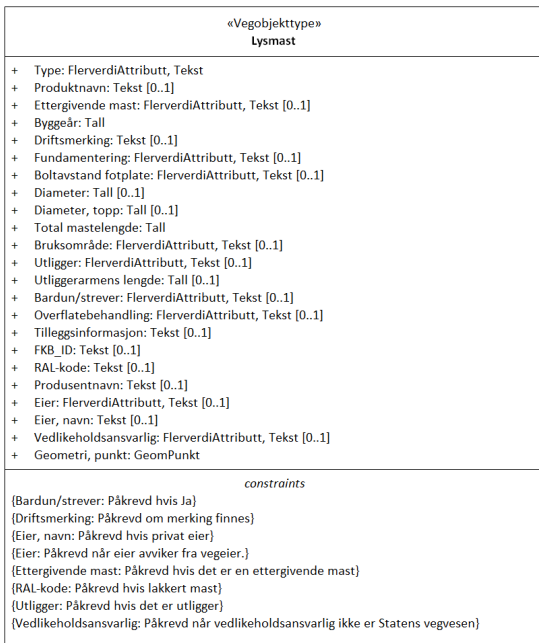 «Vegobjekttype»
Lysmast
+ Type: FlerverdiAttributt, Tekst
+ Produktnavn: Tekst [0..1]
+ Ettergivende mast: FlerverdiAttributt, Tekst [0..1]
+ Byggeår: Tall
+ Driftsmerking: Tekst [0..1]
+ Fundamentering: FlerverdiAttributt, Tekst [0..1]
+ Boltavstand fotplate: FlerverdiAttributt, Tekst [0..1]
+ Diameter: Tall [0..1]
+ Diameter, topp: Tall [0..1]
+ Total mastelengde: Tall
+ Bruksområde: FlerverdiAttributt, Tekst [0..1]
+ Utligger: FlerverdiAttributt, Tekst [0..1]
+ Utliggerarmens lengde: Tall [0..1]
+ Bardun/strever: FlerverdiAttributt, Tekst [0..1]
+ Overflatebehandling: FlerverdiAttributt, Tekst [0..1]
+ Tilleggsinformasjon: Tekst [0..1]
+ FKB_ID: Tekst [0..1]
+ RAL-kode: Tekst [0..1]
+ Produsentnavn: Tekst [0..1]
+ Eier: FlerverdiAttributt, Tekst [0..1]
+ Eier, navn: Tekst [0..1]
+ Vedlikeholdsansvarlig: FlerverdiAttributt, Tekst [0..1]
+ Geometri, punkt: GeomPunkt
constraints
{Bardun/strever: Påkrevd hvis Ja}
{Driftsmerking: Påkrevd om merking finnes}
{Eier, navn: Påkrevd hvis privat eier}
{Eier: Påkrevd når eier avviker fra vegeier.}
{Ettergivende mast: Påkrevd hvis det er en ettergivende mast}
{RAL-kode: Påkrevd hvis lakkert mast}
{Utligger: Påkrevd hvis det er utligger}
{Vedlikeholdsansvarlig: Påkrevd når vedlikeholdsansvarlig ikke er Statens vegvesen}